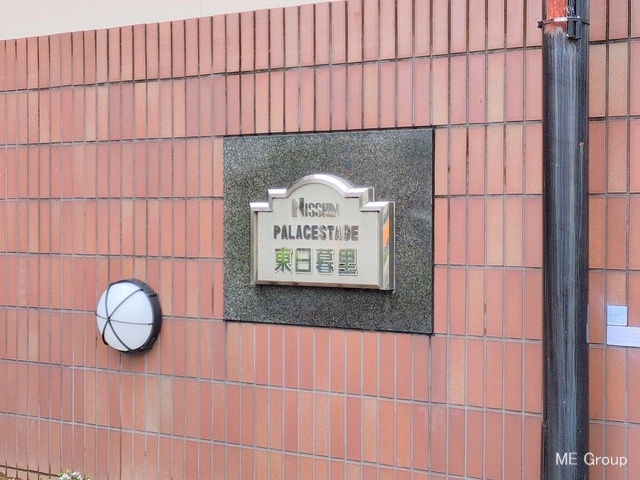 NISSHIN
PALACESTAGE
東日暮里
ME Group